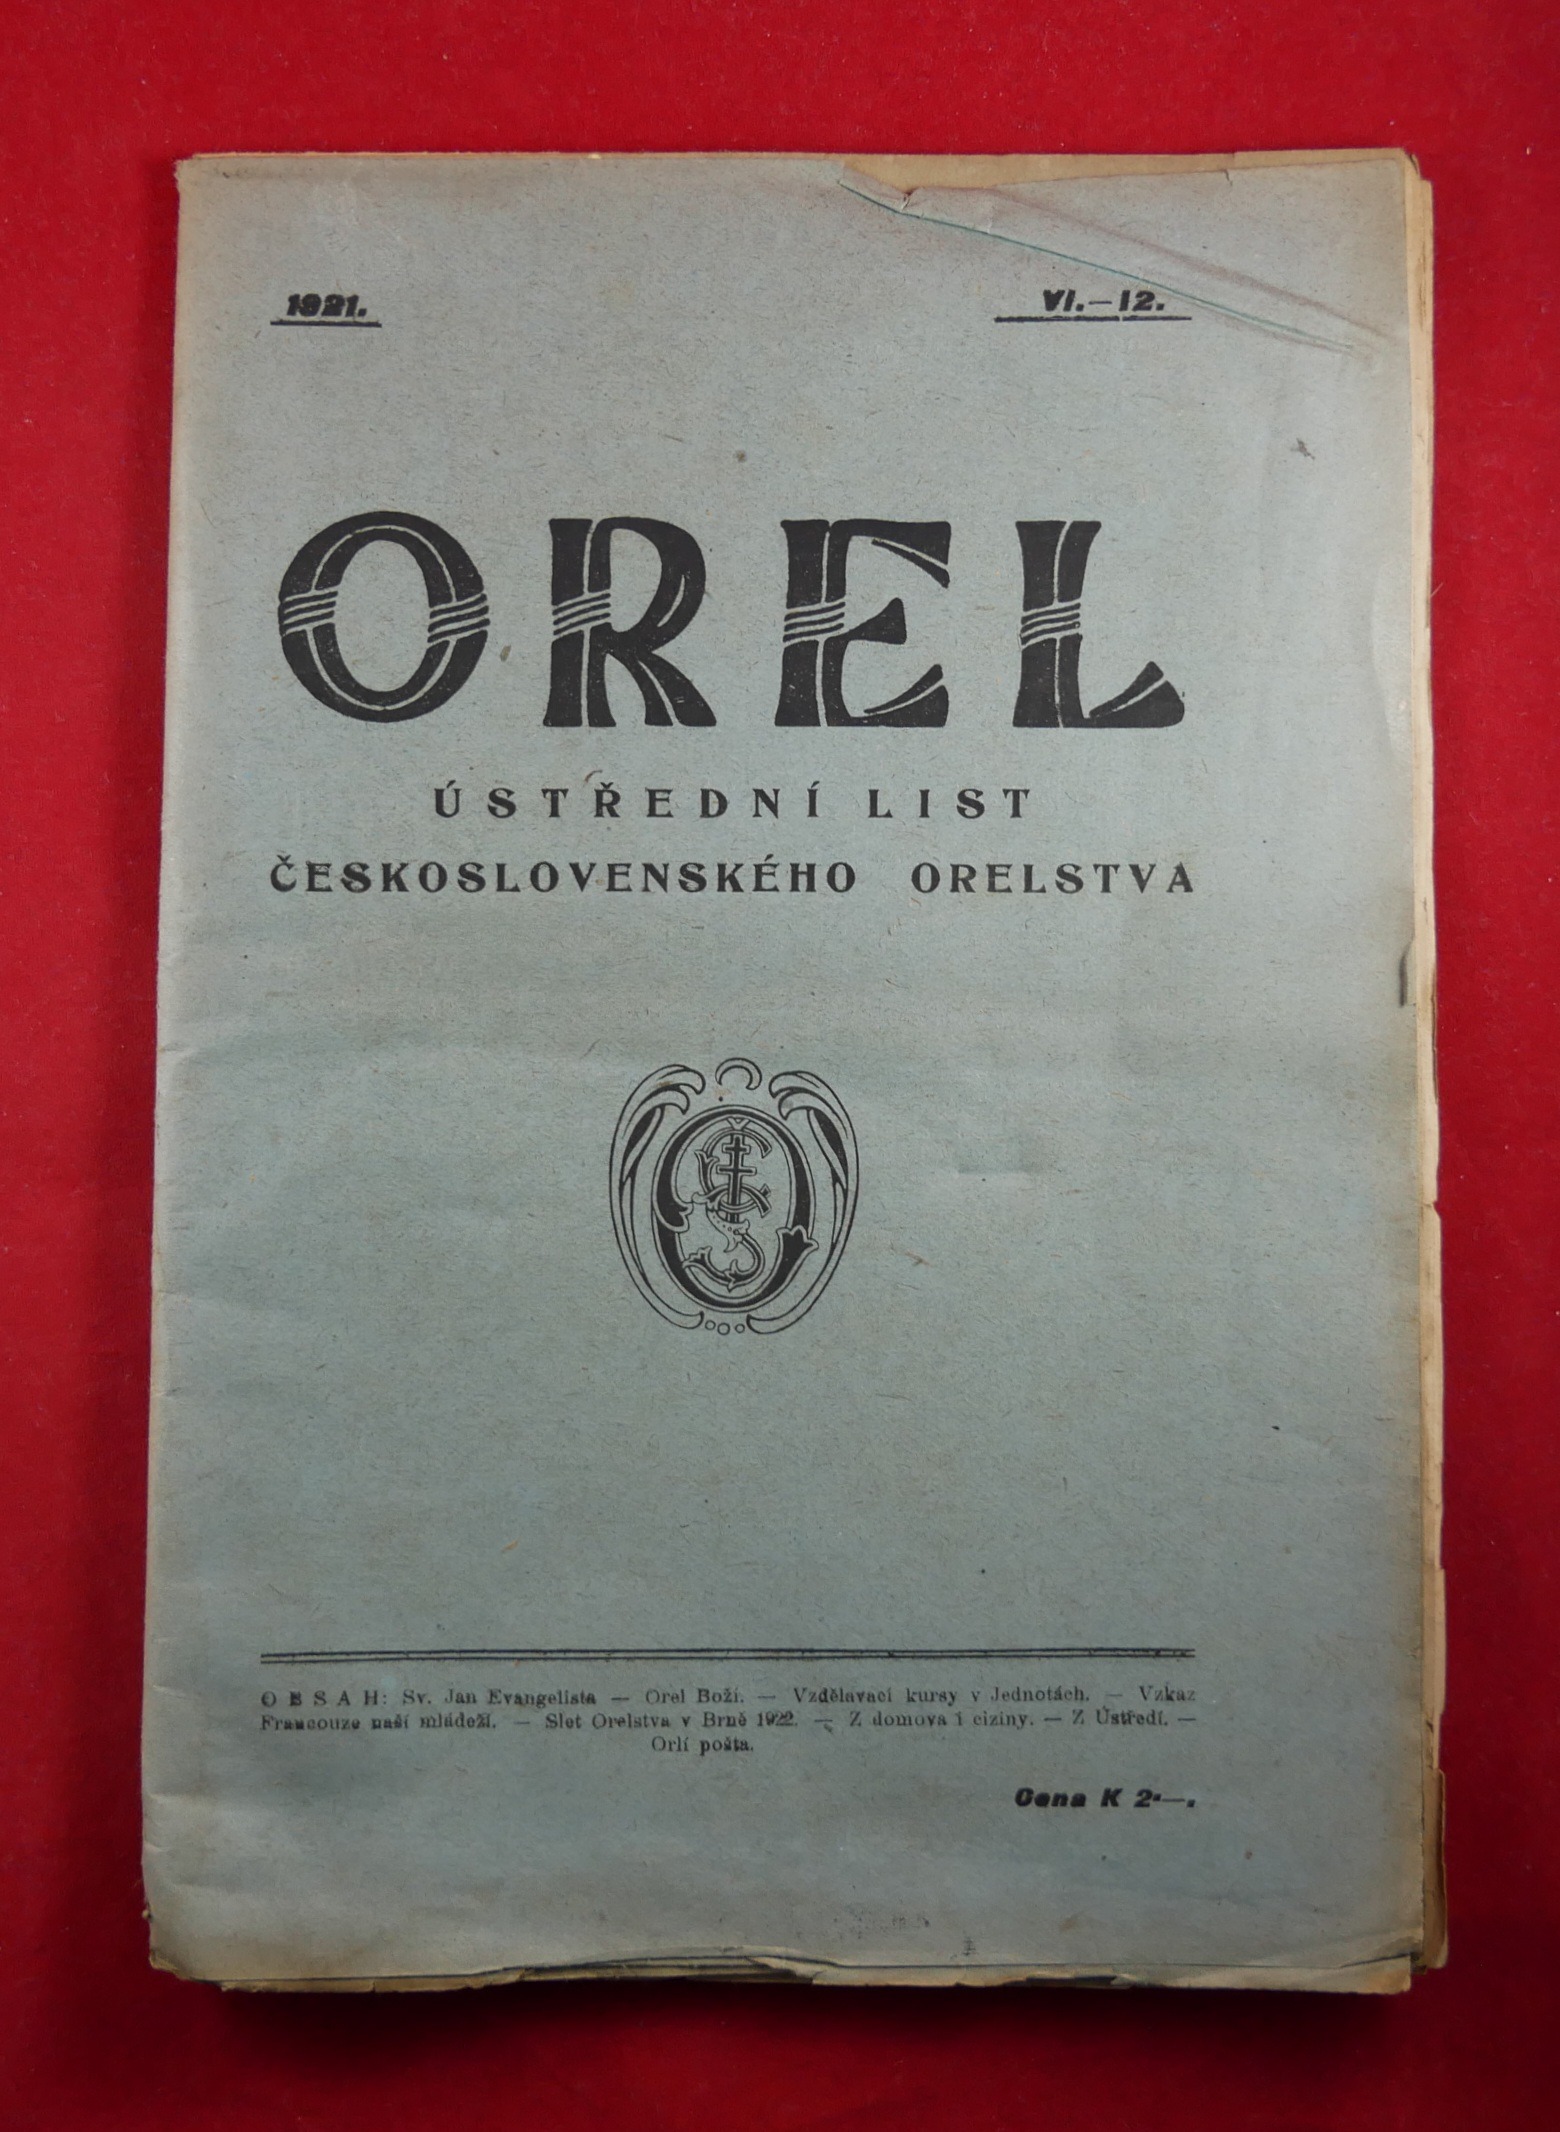 1921.
VI.—12.
OREL
ÚSTŘEDNÍ LIST
ČESKOSLOVENSKÉHO ORELSTVA
OBSAH: Sv. Jan Evangelista — Orel Boží. — Vzdělavací kursy v Jednotách. — Vzkaz
Francouze naší mládeži. — Slet Orelstva v Brně 1922. — Z domova i ciziny. — Z Ústředí. —
Orlí pošta.
Cena K 2·—.